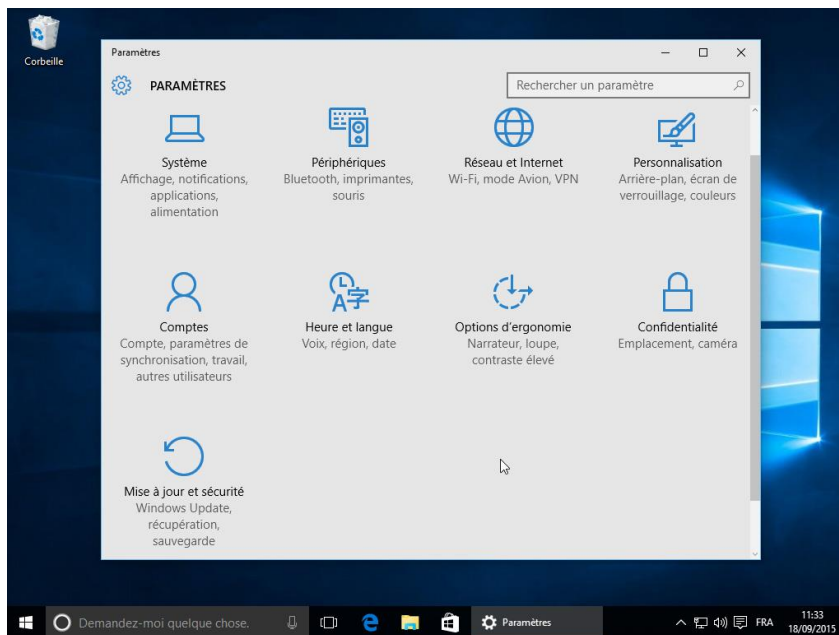 Corbeille
Paramètres
PARAMÈTRES
Rechercher un paramètre
Système
Affichage, notifications,
applications,
alimentation
Périphériques
Bluetooth, imprimantes,
souris
Réseau et Internet
Wi-Fi, mode Avion, VPN
Personnalisation
Arrière-plan, écran de
verrouillage, couleurs
Comptes
Compte, paramètres de
synchronisation, travail,
autres utilisateurs
Heure et langue
Voix, région, date
Options d'ergonomie
Narrateur, loupe,
contraste élevé
Confidentialité
Emplacement, caméra
Mise à jour et sécurité
Windows Update,
récupération,
sauvegarde
Demandez-moi quelque chose.
Paramètres
FRA
11:33
18/09/2015